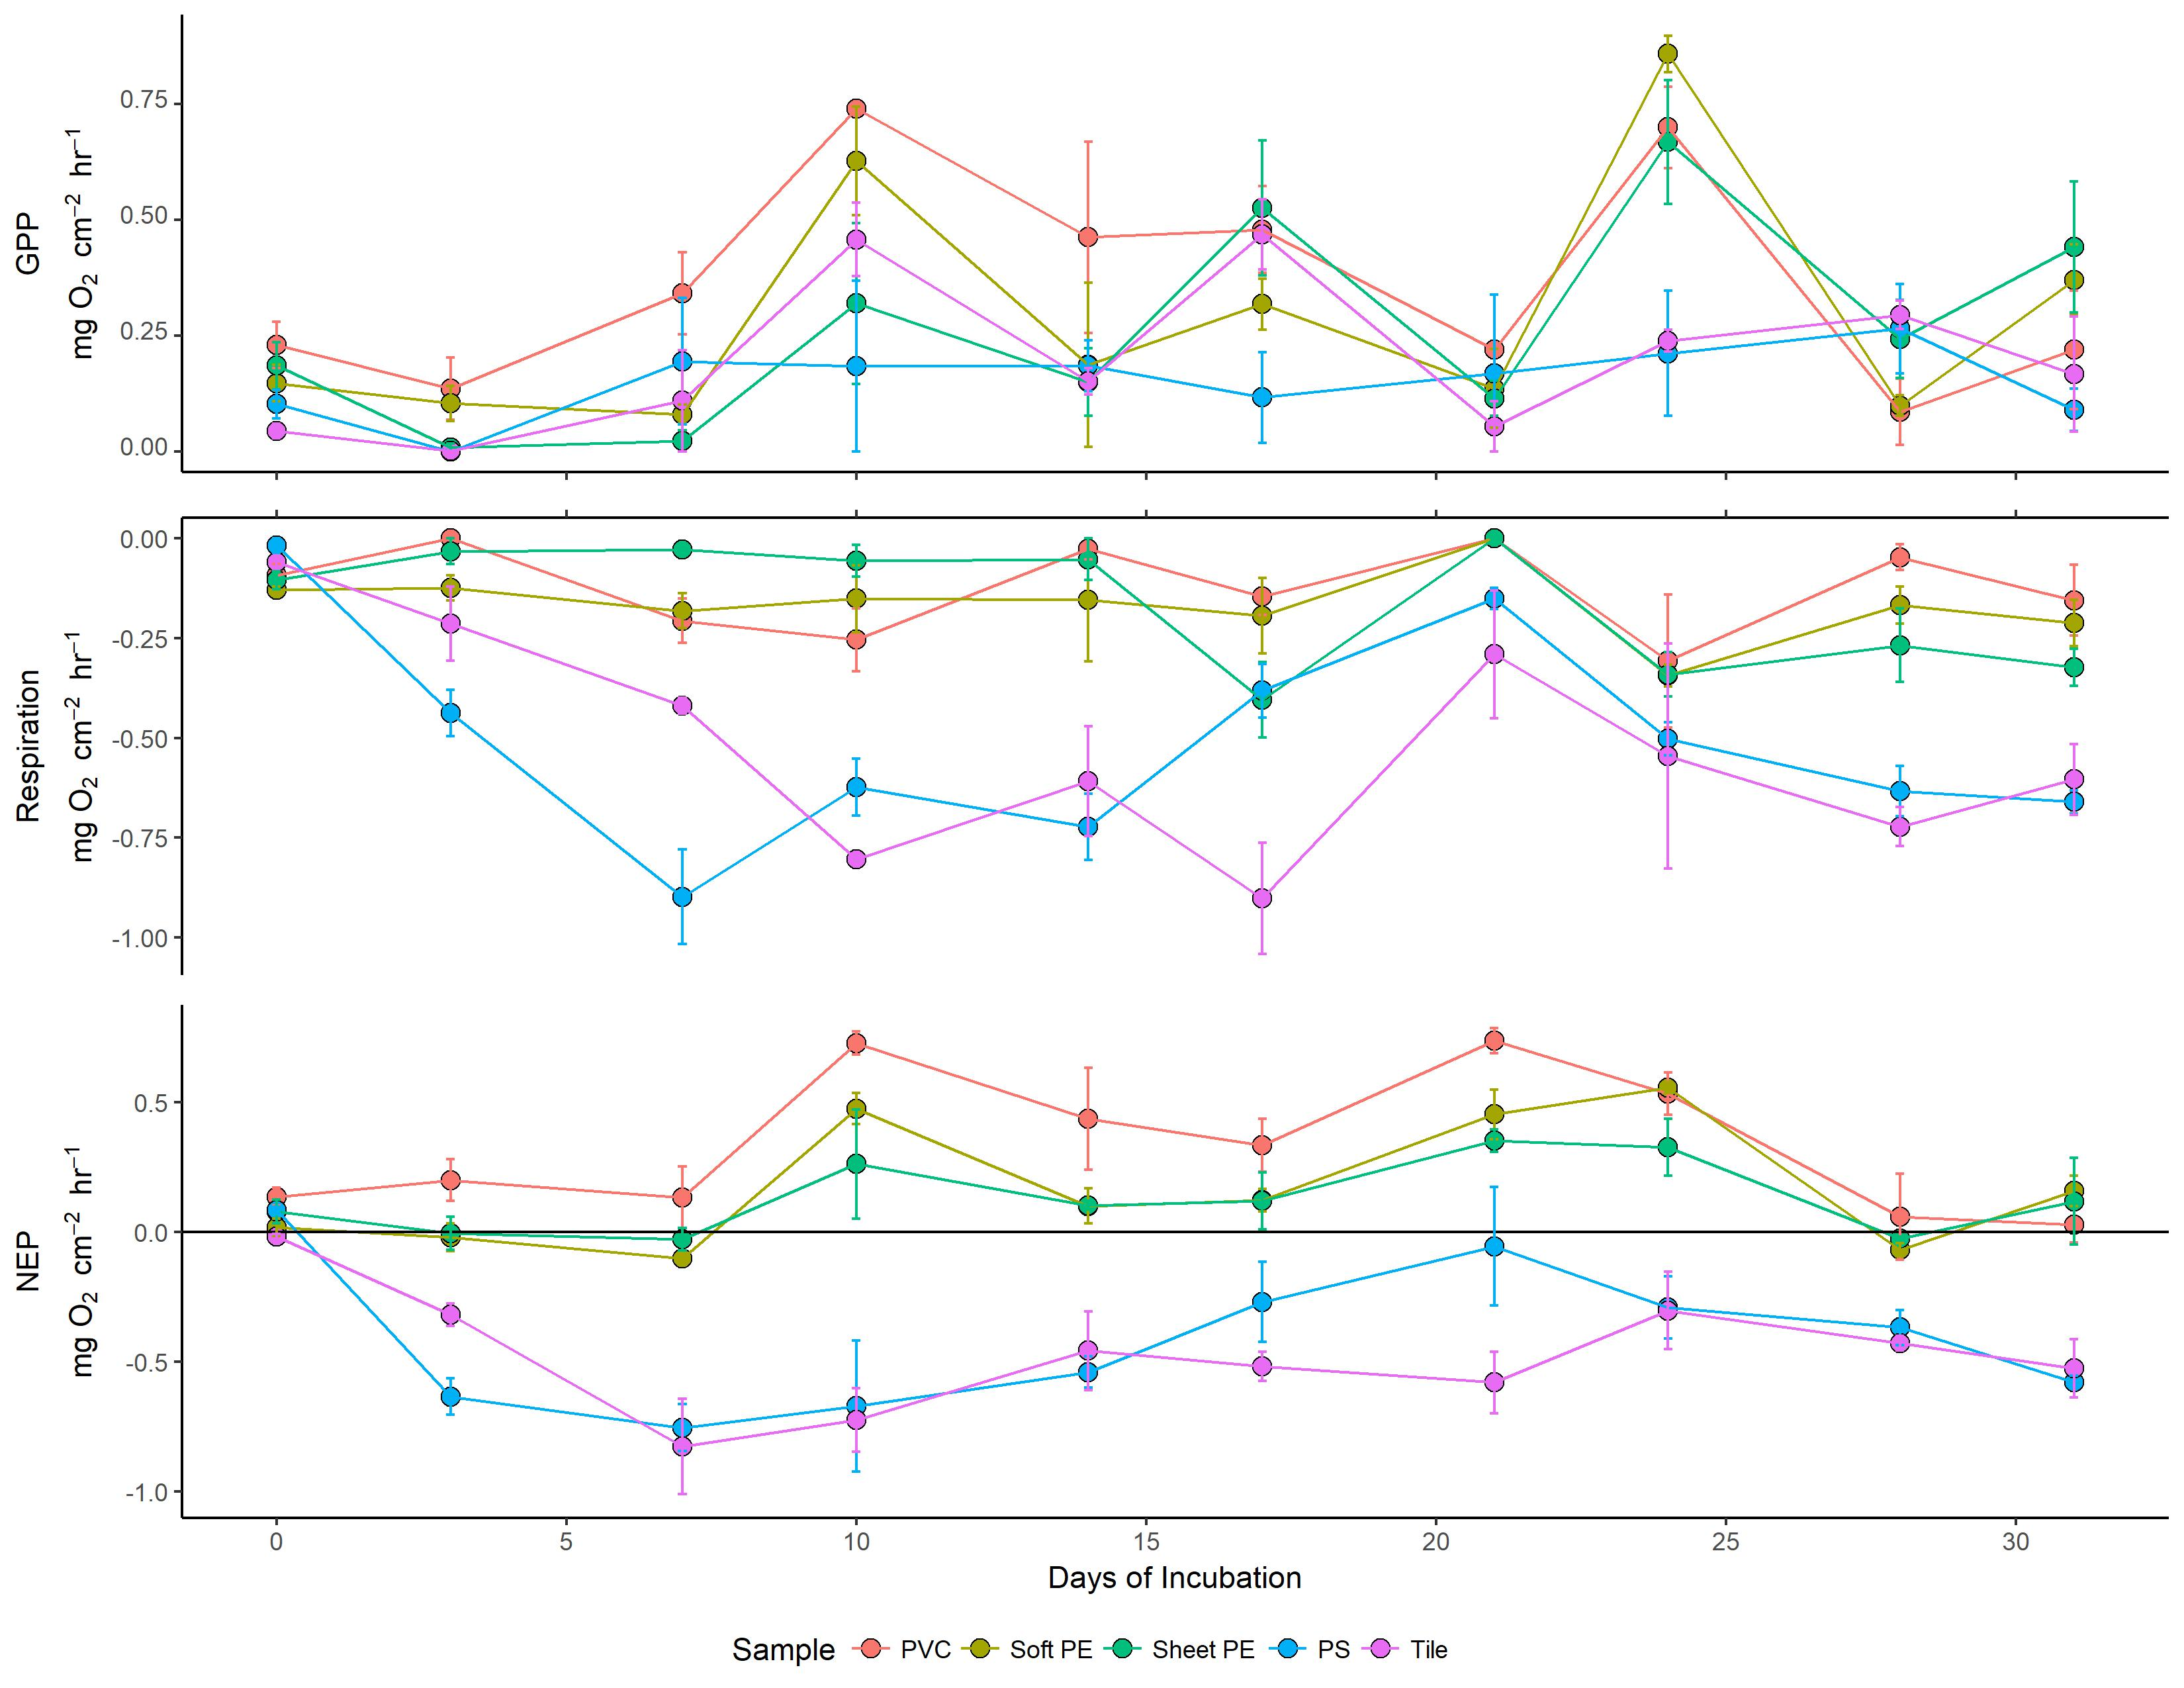 GPP
mg O₂ cm⁻² hr⁻¹
0.75
0.50
0.25
0.00
Respiration
mg O₂ cm⁻² hr⁻¹
0.00
-0.25
-0.50
-0.75
-1.00
NEP
mg O₂ cm⁻² hr⁻¹
0.5
0.0
-0.5
-1.0
0 5 10 15 20 25 30
Days of Incubation
Sample PVC Soft PE Sheet PE PS Tile